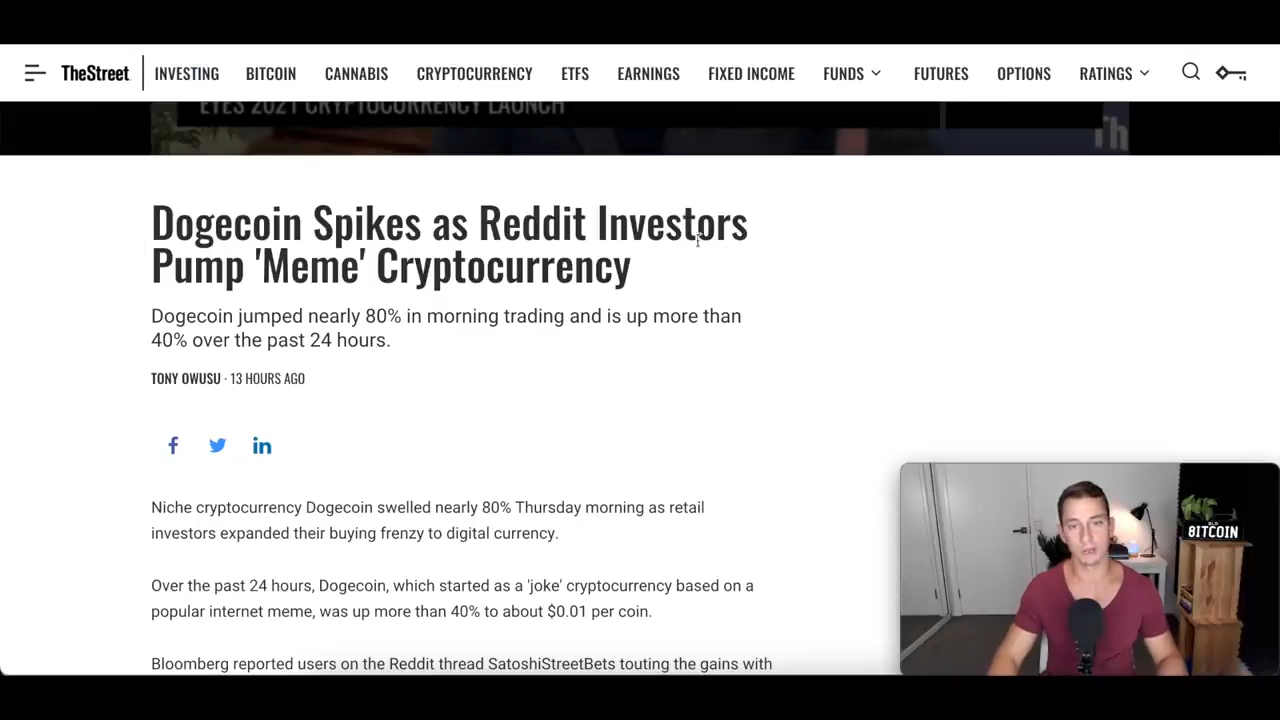 TheStreet INVESTING BITCOIN CANNABIS CRYPTOCURRENCY ETFS EARNINGS FIXED INCOME FUNDS FUTURES OPTIONS RATINGS
EYES 2021 CRYPTOCURRENCY LAUNCH
Th
Dogecoin Spikes as Reddit Investors
Pump 'Meme' Cryptocurrency
Dogecoin jumped nearly 80% in morning trading and is up more than
40% over the past 24 hours.
TONY OWUSU · 13 HOURS AGO
Niche cryptocurrency Dogecoin swelled nearly 80% Thursday morning as retail
investors expanded their buying frenzy to digital currency.
Over the past 24 hours, Dogecoin, which started as a 'joke' cryptocurrency based on a
popular internet meme, was up more than 40% to about $0.01 per coin.
Bloomberg reported users on the Reddit thread SatoshiStreetBets touting the gains with
BITCOIN